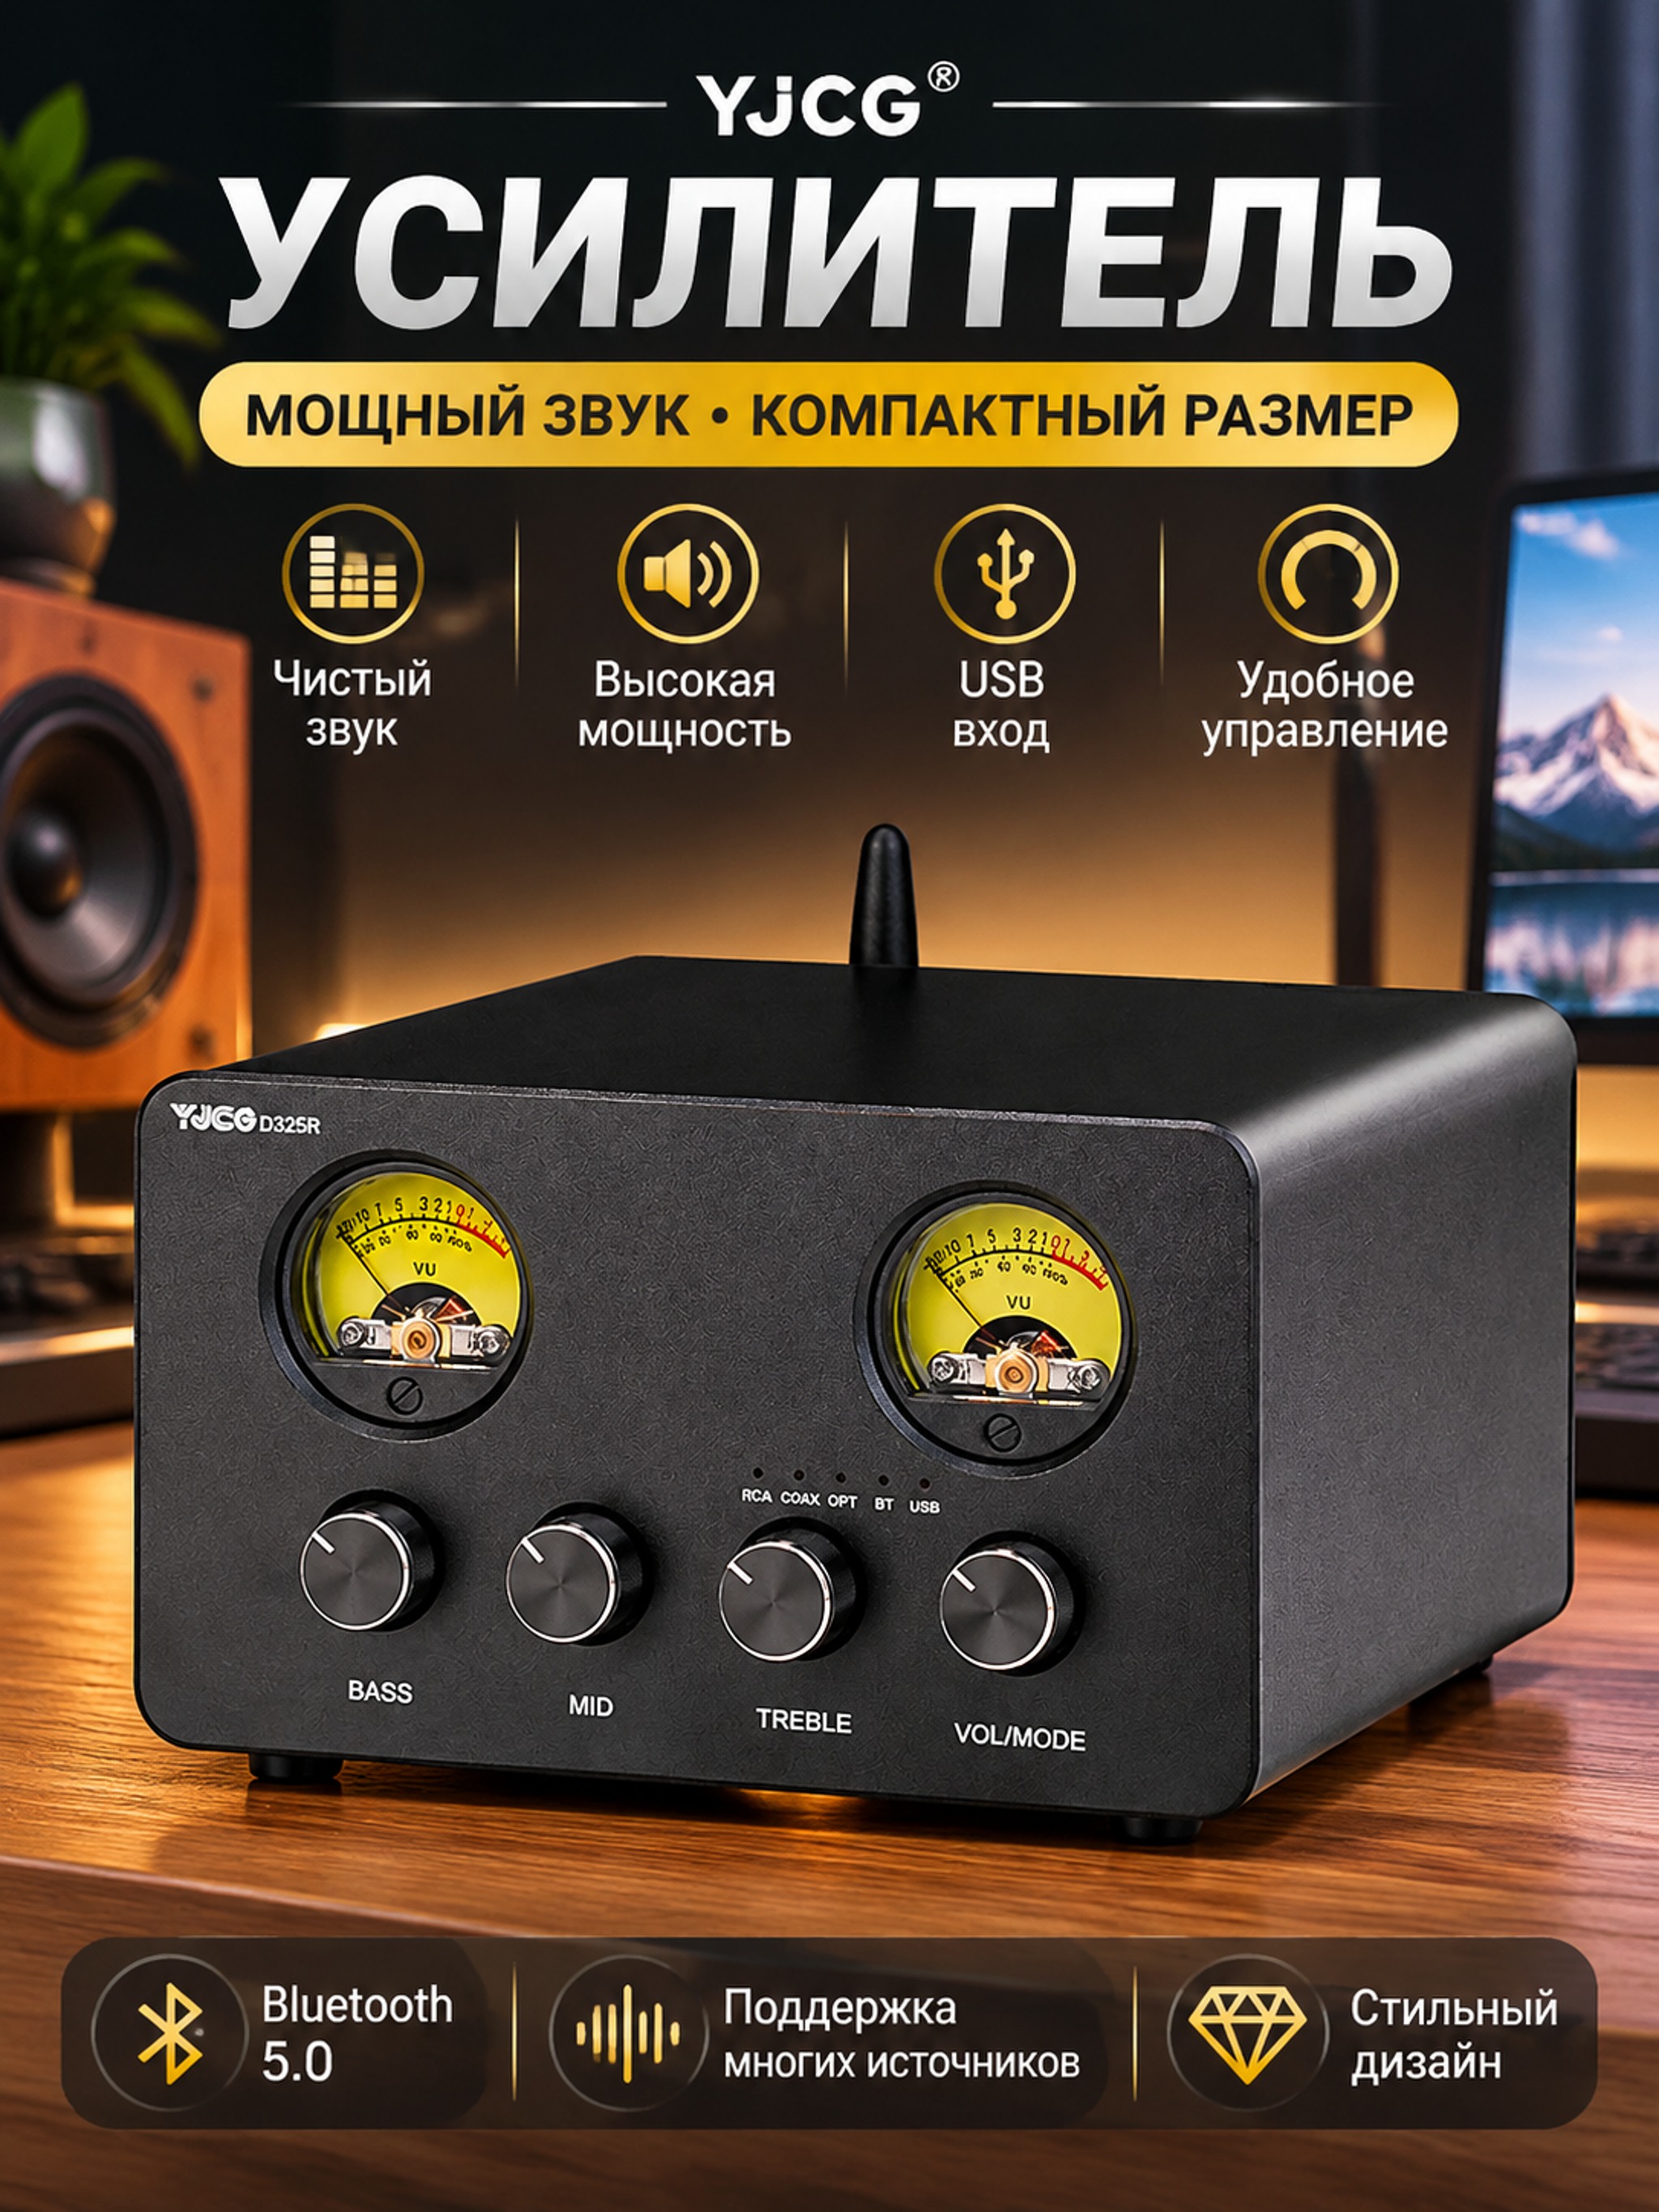 YJCG®
УСИЛИТЕЛЬ
МОЩНЫЙ ЗВУК • КОМПАКТНЫЙ РАЗМЕР
Чистый
звук
Высокая
мощность
USB
вход
Удобное
управление
YJCG D325R
VU
VU
RCA COAX OPT BT USB
BASS
MID
TREBLE
VOL/MODE
Bluetooth
5.0
Поддержка
многих источников
Стильный
дизайн